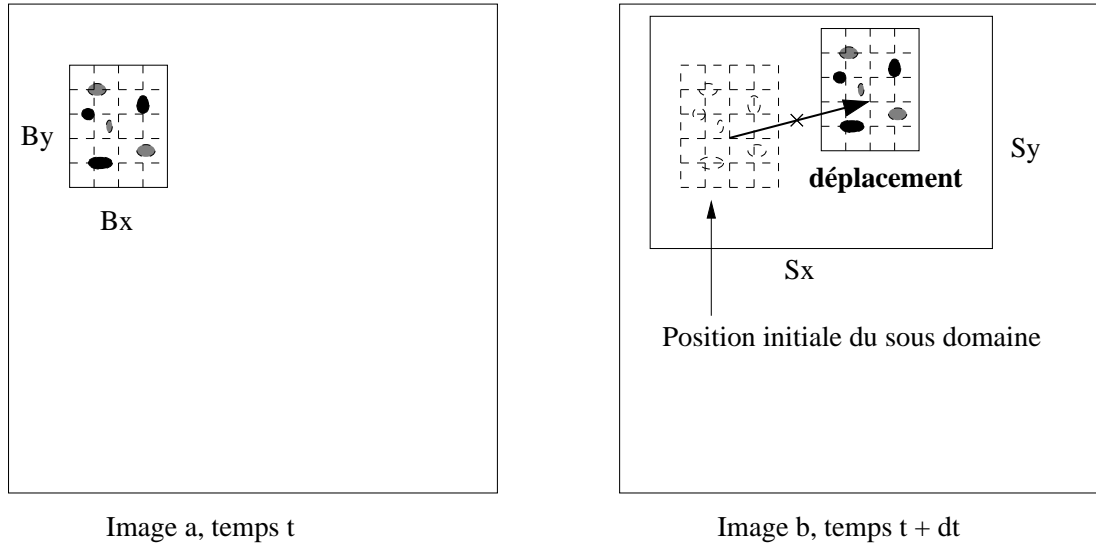 By
Bx
Image a, temps t
déplacement
Sy
Sx
Position initiale du sous domaine
Image b, temps t + dt